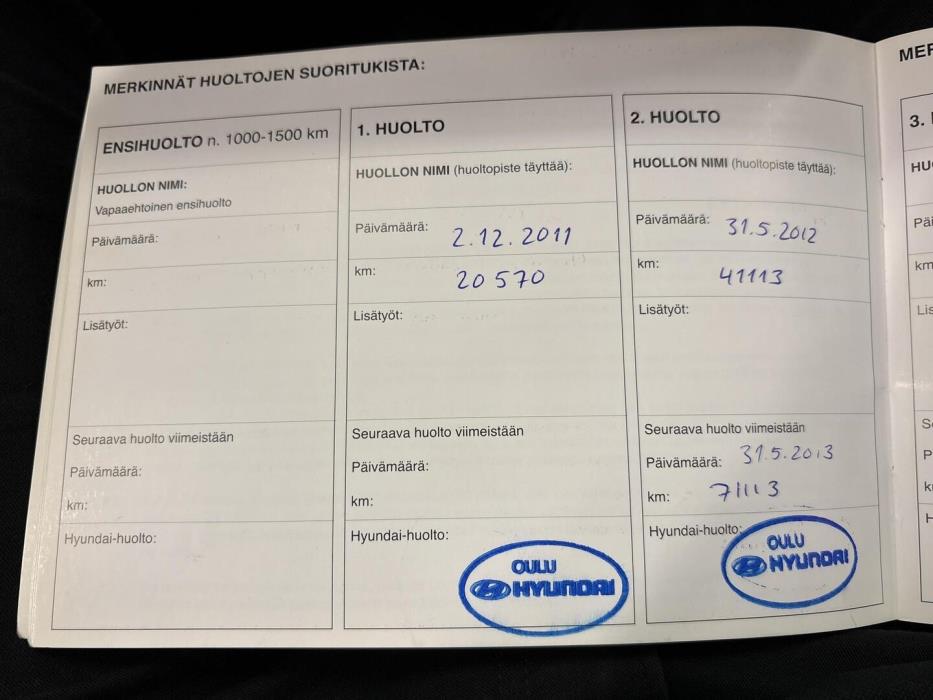 MERKINNÄT HUOLTOJEN SUORITUKISTA:
ENSIHUOLTO n. 1000-1500 km
HUOLLON NIMI:
Vapaaehtoinen ensihuolto
Päivämäärä:
km:
Lisätyöt:
Seuraava huolto viimeistään
Päivämäärä:
km:
Hyundai-huolto:
1. HUOLTO
HUOLLON NIMI (huoltopiste täyttää):
Päivämäärä: 2.12.2011
km: 20 570
Lisätyöt:
Seuraava huolto viimeistään
Päivämäärä:
km:
Hyundai-huolto:
OULU
HYUNDAI
2. HUOLTO
HUOLLON NIMI (huoltopiste täyttää):
Päivämäärä: 31.5.2012
km: 41113
Lisätyöt:
Seuraava huolto viimeistään
Päivämäärä: 31.5.2013
km: 71113
Hyundai-huolto:
OULU
HYUNDAI
3.
km